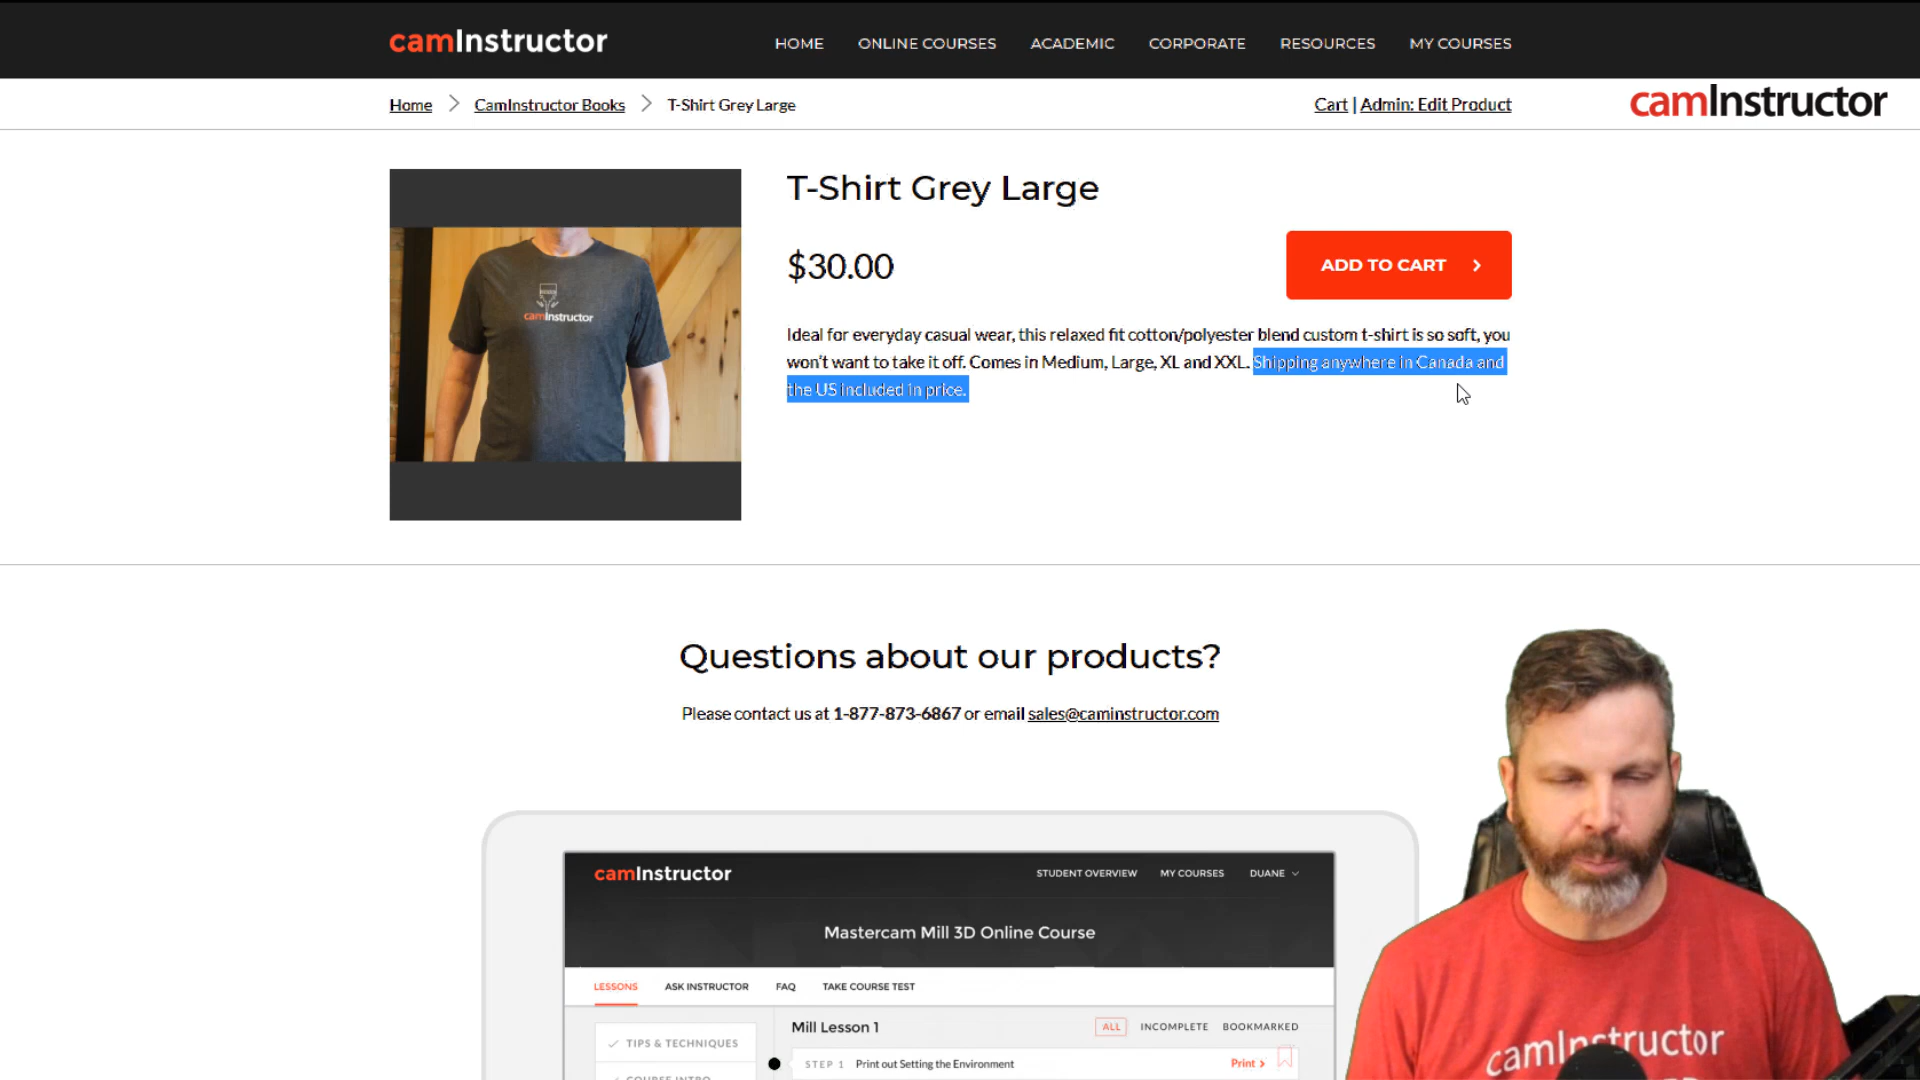 camInstructor
HOME ONLINE COURSES ACADEMIC CORPORATE RESOURCES MY COURSES
Home > CamInstructor Books > T-Shirt Grey Large
Cart | Admin: Edit Product
camInstructor
T-Shirt Grey Large
$30.00
ADD TO CART >
camInstructor
Ideal for everyday casual wear, this relaxed fit cotton/polyester blend custom t-shirt is so soft, you
won't want to take it off. Comes in Medium, Large, XL and XXL. Shipping anywhere in Canada and
the US included in price.
Questions about our products?
Please contact us at 1-877-873-6867 or email sales@caminstructor.com
camInstructor
STUDENT OVERVIEW MY COURSES DUANE
Mastercam Mill 3D Online Course
LESSONS ASK INSTRUCTOR FAQ TAKE COURSE TEST
Mill Lesson 1
ALL INCOMPLETE BOOKMARKED
TIPS & TECHNIQUES
STEP 1 Print out Setting the Environment Print >
COURSE INTRO
camInstructor